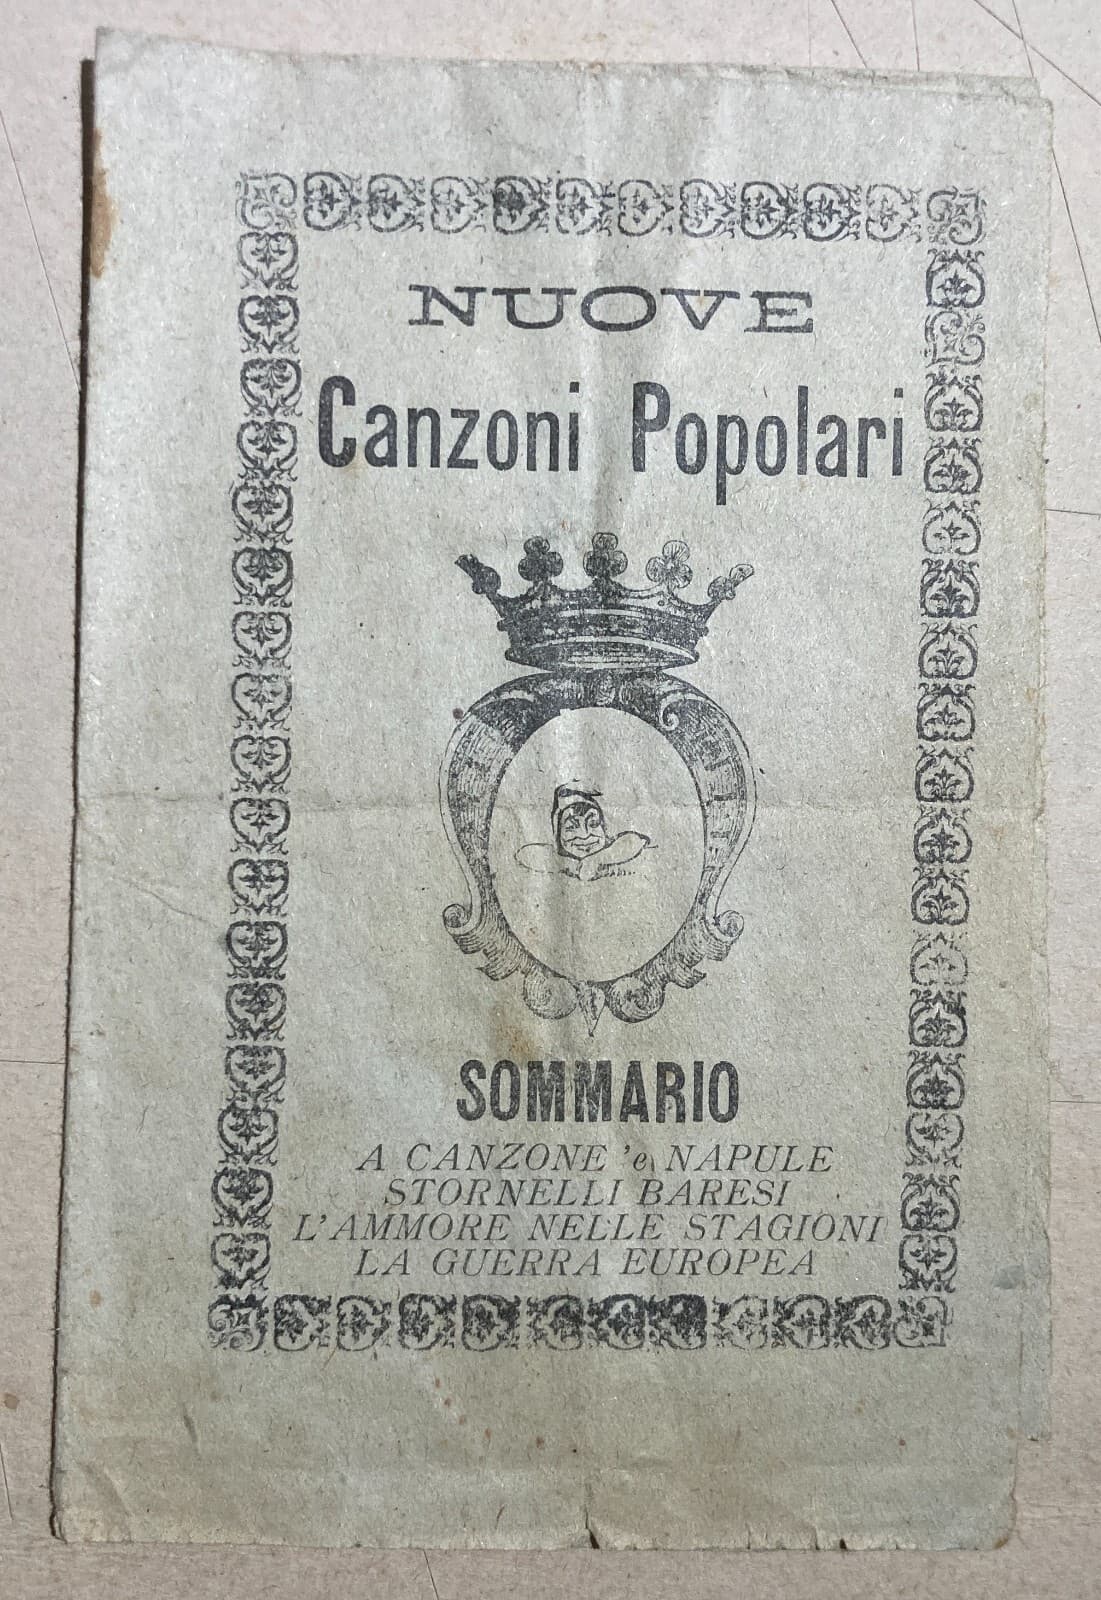 NUOVE
Canzoni Popolari
SOMMARIO
A CANZONE 'e NAPULE
STORNELLI BARESI
L'AMMORE NELLE STAGIONI
LA GUERRA EUROPEA